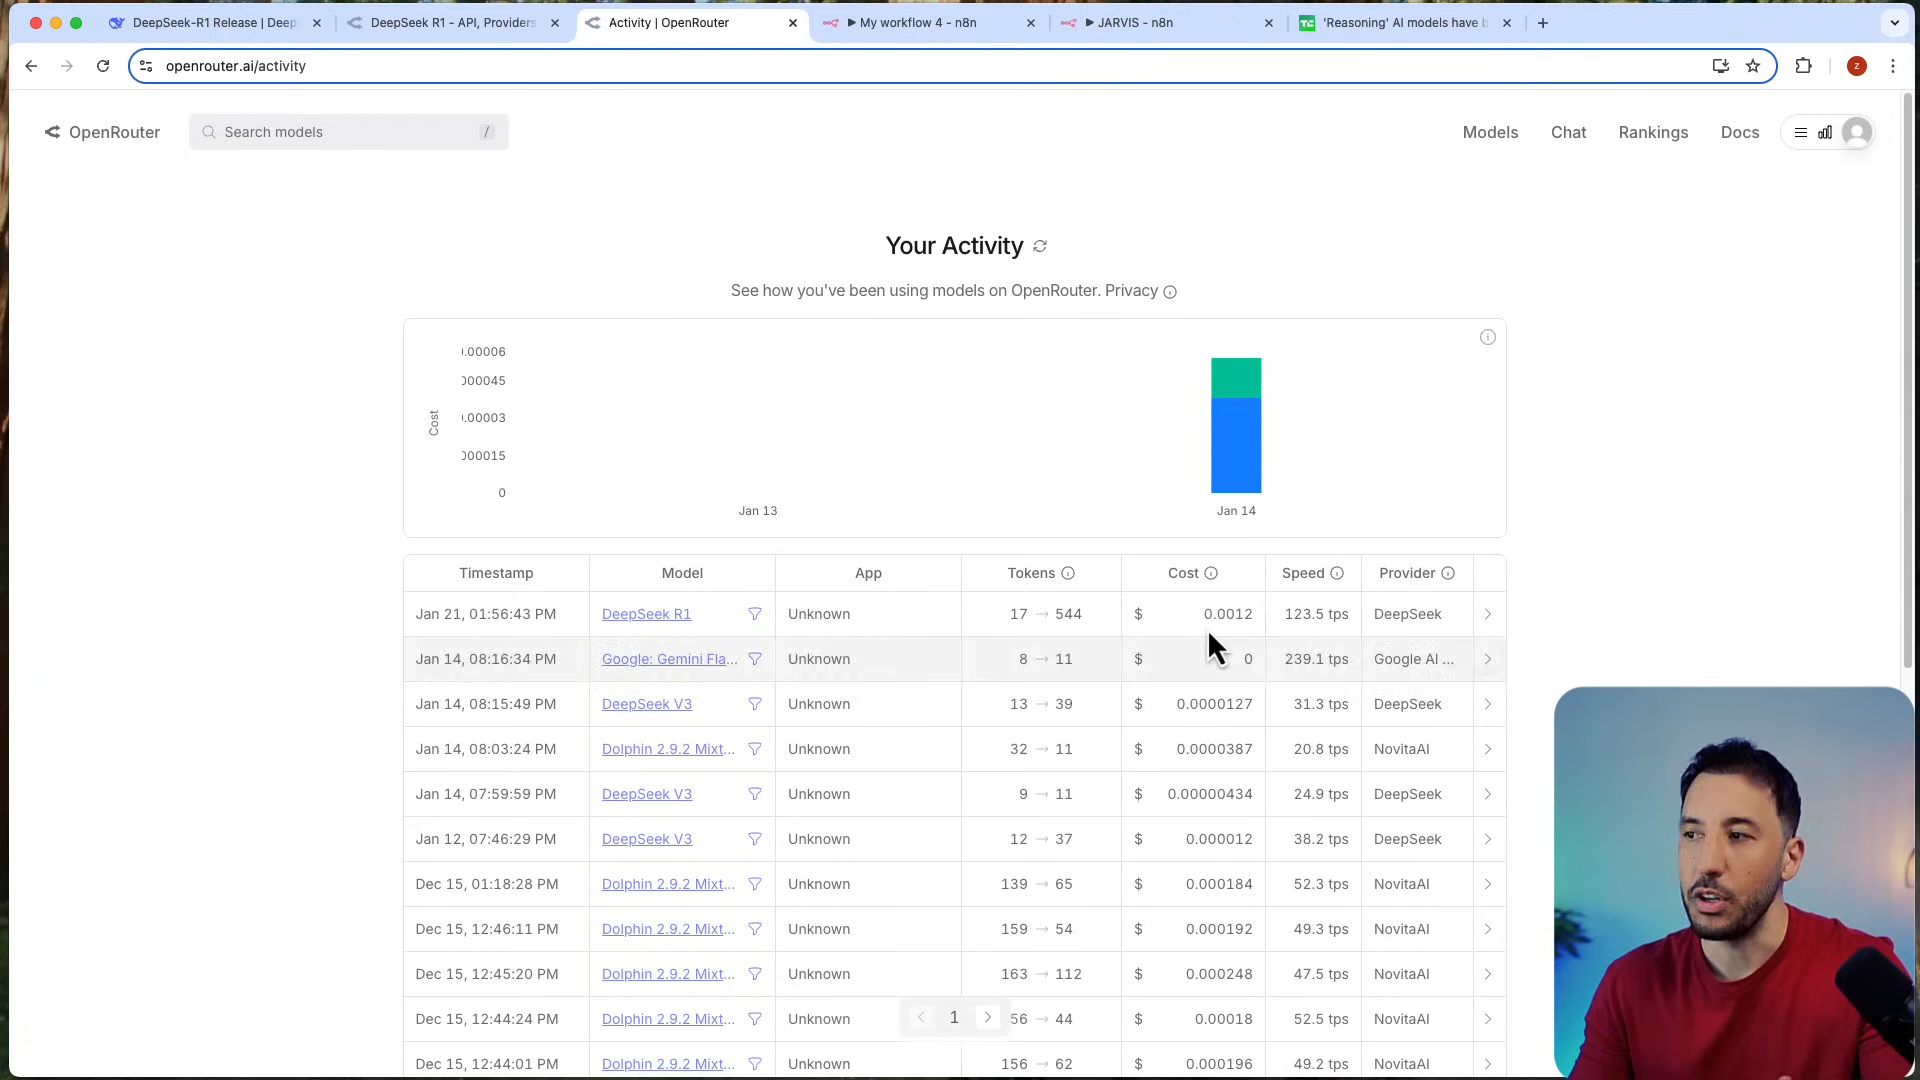 DeepSeek-R1 Release | Deep
DeepSeek R1 - API, Providers
Activity | OpenRouter
My workflow 4 - n8n
JARVIS - n8n
TC
'Reasoning' AI models have b
openrouter.ai/activity
z
OpenRouter
Search models
/
Models
Chat
Rankings
Docs
Your Activity
See how you've been using models on OpenRouter. Privacy
Cost
.00006
000045
.00003
000015
0
Jan 13
Jan 14
Timestamp Model App Tokens Cost Speed Provider
Jan 21, 01:56:43 PM DeepSeek R1 Unknown 17 → 544 $ 0.0012 123.5 tps DeepSeek
Jan 14, 08:16:34 PM Google: Gemini Fla... Unknown 8 → 11 $ 0 239.1 tps Google AI ...
Jan 14, 08:15:49 PM DeepSeek V3 Unknown 13 → 39 $ 0.0000127 31.3 tps DeepSeek
Jan 14, 08:03:24 PM Dolphin 2.9.2 Mixt... Unknown 32 → 11 $ 0.0000387 20.8 tps NovitaAI
Jan 14, 07:59:59 PM DeepSeek V3 Unknown 9 → 11 $ 0.00000434 24.9 tps DeepSeek
Jan 12, 07:46:29 PM DeepSeek V3 Unknown 12 → 37 $ 0.000012 38.2 tps DeepSeek
Dec 15, 01:18:28 PM Dolphin 2.9.2 Mixt... Unknown 139 → 65 $ 0.000184 52.3 tps NovitaAI
Dec 15, 12:46:11 PM Dolphin 2.9.2 Mixt... Unknown 159 → 54 $ 0.000192 49.3 tps NovitaAI
Dec 15, 12:45:20 PM Dolphin 2.9.2 Mixt... Unknown 163 → 112 $ 0.000248 47.5 tps NovitaAI
Dec 15, 12:44:24 PM Dolphin 2.9.2 Mixt... Unknown 56 → 44 $ 0.00018 52.5 tps NovitaAI
1
Dec 15, 12:44:01 PM Dolphin 2.9.2 Mixt... Unknown 156 → 62 $ 0.000196 49.2 tps NovitaAI